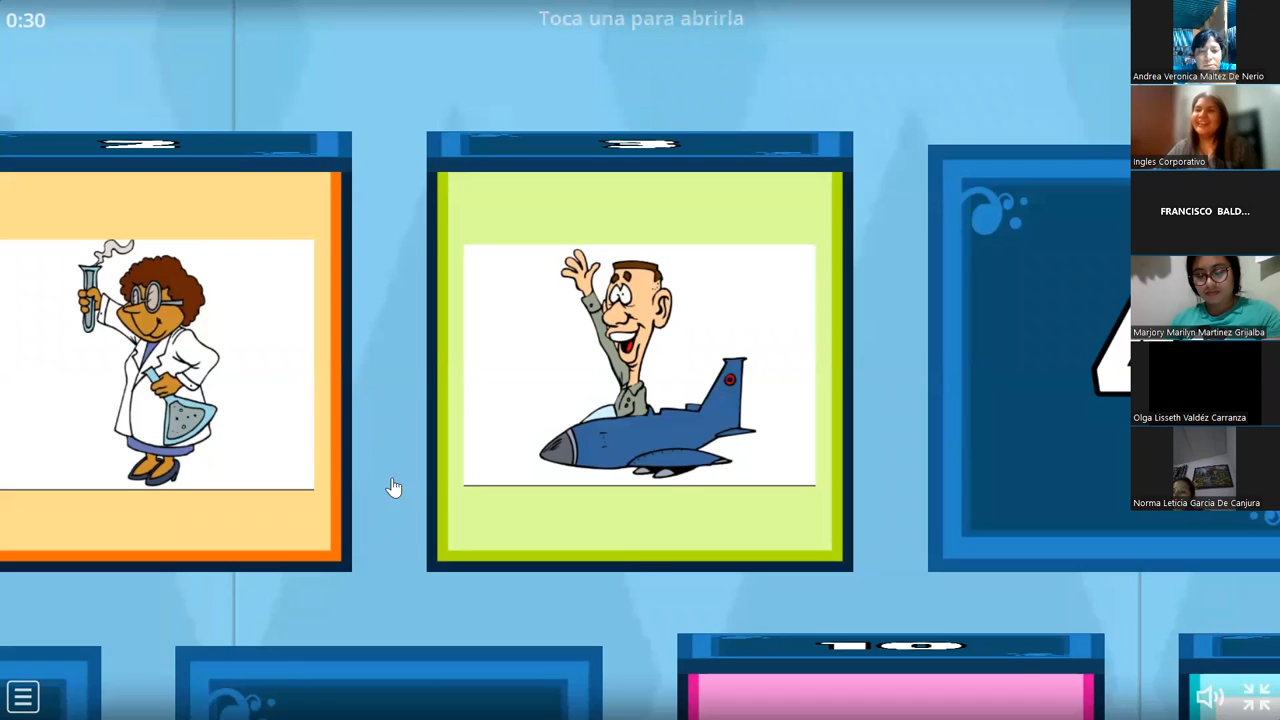 0:30
Toca una para abrirla
Andrea Veronica Maltez De Nerio
Ingles Corporativo
FRANCISCO BALD...
Marjory Marilyn Martinez Grijalba
Olga Lisseth Valdéz Carranza
Norma Leticia Garcia De Canjura
10